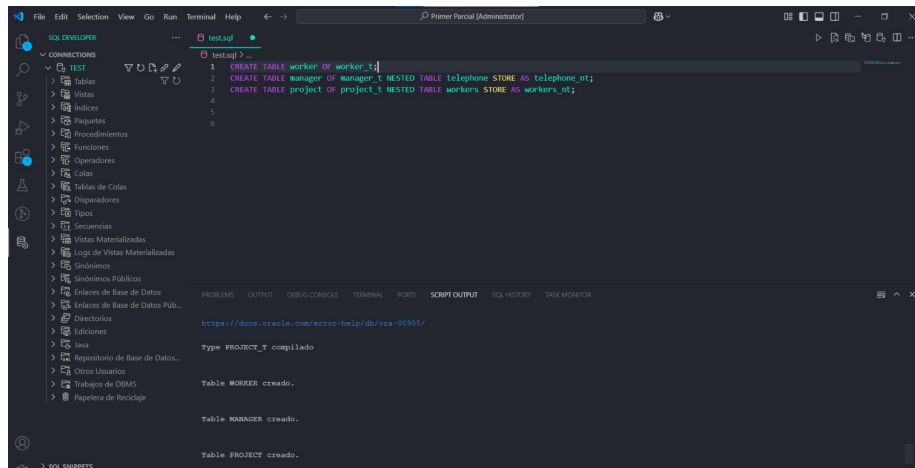 File Edit Selection View Go Run Terminal Help
Primer Parcial [Administrator]
SQL DEVELOPER
CONNECTIONS
TEST
Tablas
Vistas
Índices
Paquetes
Procedimientos
Funciones
Operadores
Colas
Tablas de Colas
Disparadores
Tipos
Secuencias
Vistas Materializadas
Logs de Vistas Materializadas
Sinónimos
Sinónimos Públicos
Enlaces de Base de Datos
Enlaces de Base de Datos Púb...
Directorios
Ediciones
Java
Repositorio de Base de Datos...
Otros Usuarios
Trabajos de DBMS
Papelera de Reciclaje
SQL SNIPPETS
test.sql
test.sql > ...
1 CREATE TABLE worker OF worker_t;
2 CREATE TABLE manager OF manager_t NESTED TABLE telephone STORE AS telephone_nt;
3 CREATE TABLE project OF project_t NESTED TABLE workers STORE AS workers_nt;
4
5
6
PROBLEMS OUTPUT DEBUG CONSOLE TERMINAL PORTS SCRIPT OUTPUT SQL HISTORY TASK MONITOR
https://docs.oracle.com/error-help/db/ora-00955/
Type PROJECT_T compilado
Table WORKER creado.
Table MANAGER creado.
Table PROJECT creado.